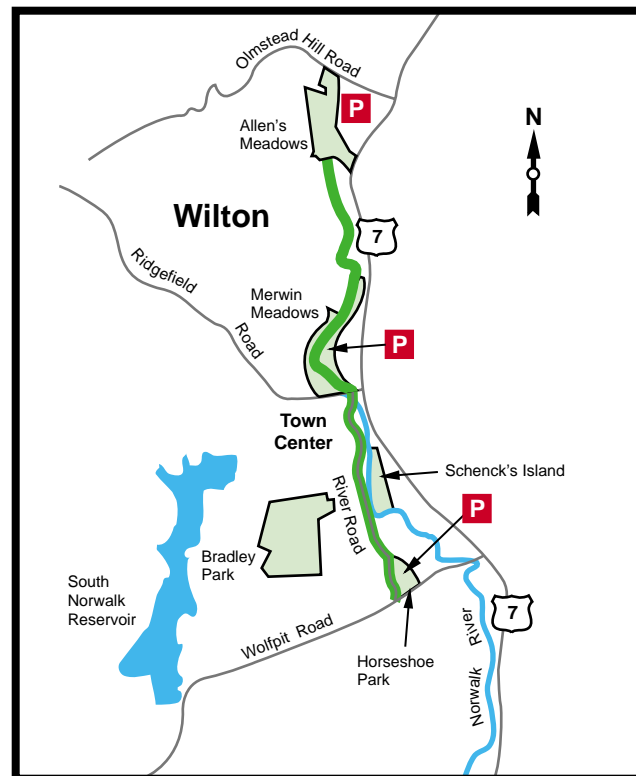 Olmstead Hill Road
P
Allen's
Meadows
N
Wilton
7
Ridgefield
Road
Merwin
Meadows
P
Town
Center
Schenck's Island
River Road
P
Bradley
Park
South
Norwalk
Reservoir
Wolfpit Road
7
Horseshoe
Park
Norwalk River